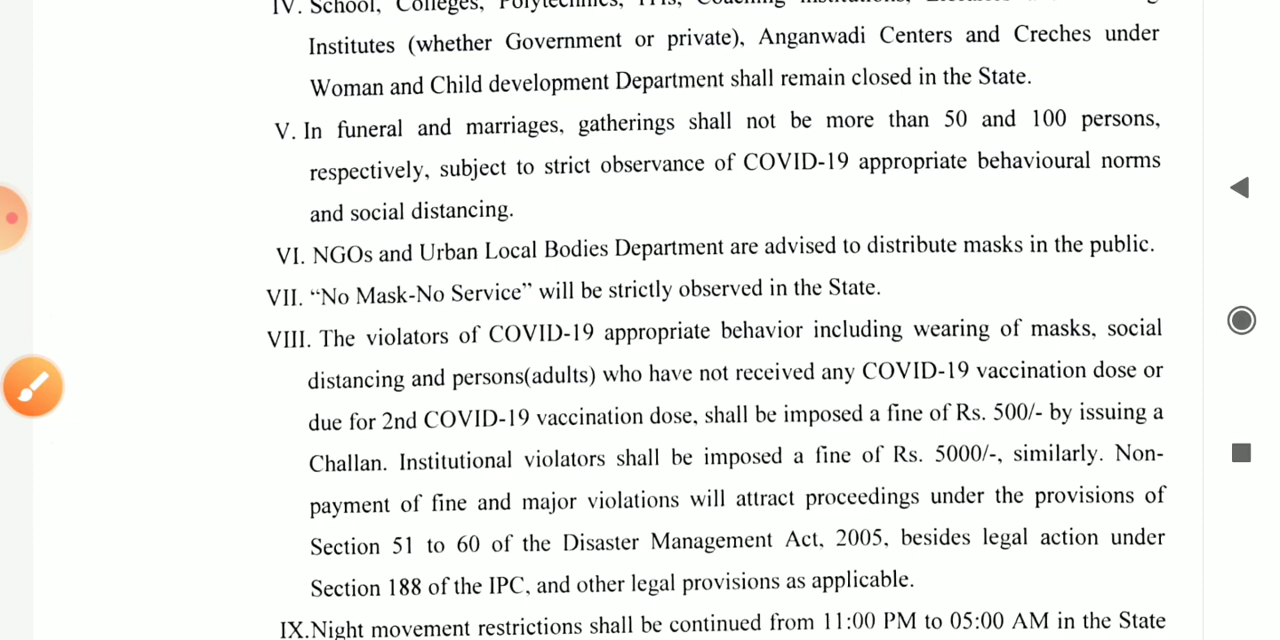 IV. School, Colleges, Polytechnics,
Institutes (whether Government or private), Anganwadi Centers and Creches under
Woman and Child development Department shall remain closed in the State.
V. In funeral and marriages, gatherings shall not be more than 50 and 100 persons,
respectively, subject to strict observance of COVID-19 appropriate behavioural norms
and social distancing.
VI. NGOs and Urban Local Bodies Department are advised to distribute masks in the public.
VII. “No Mask-No Service” will be strictly observed in the State.
VIII. The violators of COVID-19 appropriate behavior including wearing of masks, social
distancing and persons(adults) who have not received any COVID-19 vaccination dose or
due for 2nd COVID-19 vaccination dose, shall be imposed a fine of Rs. 500/- by issuing a
Challan. Institutional violators shall be imposed a fine of Rs. 5000/-, similarly. Non-
payment of fine and major violations will attract proceedings under the provisions of
Section 51 to 60 of the Disaster Management Act, 2005, besides legal action under
Section 188 of the IPC, and other legal provisions as applicable.
IX.Night movement restrictions shall be continued from 11:00 PM to 05:00 AM in the State